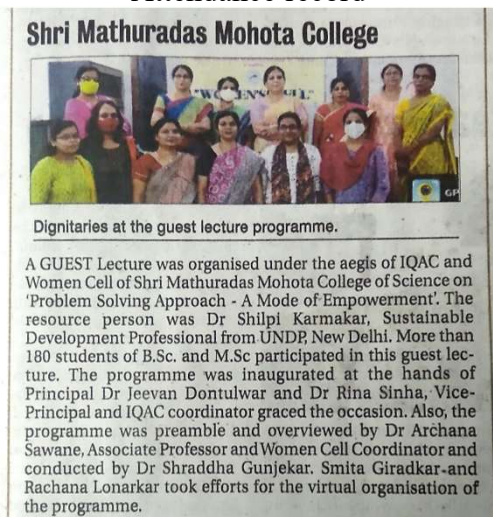 Attendance record
Shri Mathuradas Mohota College
"WOMEN'S CELL"
GP
Dignitaries at the guest lecture programme.
A GUEST Lecture was organised under the aegis of IQAC and
Women Cell of Shri Mathuradas Mohota College of Science on
'Problem Solving Approach - A Mode of Empowerment'. The
resource person was Dr Shilpi Karmakar, Sustainable
Development Professional from UNDP, New Delhi. More than
180 students of B.Sc. and M.Sc participated in this guest lec-
ture. The programme was inaugurated at the hands of
Principal Dr Jeevan Dontulwar and Dr Rina Sinha, Vice-
Principal and IQAC coordinator graced the occasion. Also, the
programme was preamble and overviewed by Dr Archana
Sawane, Associate Professor and Women Cell Coordinator and
conducted by Dr Shraddha Gunjekar. Smita Giradkar and
Rachana Lonarkar took efforts for the virtual organisation of
the programme.